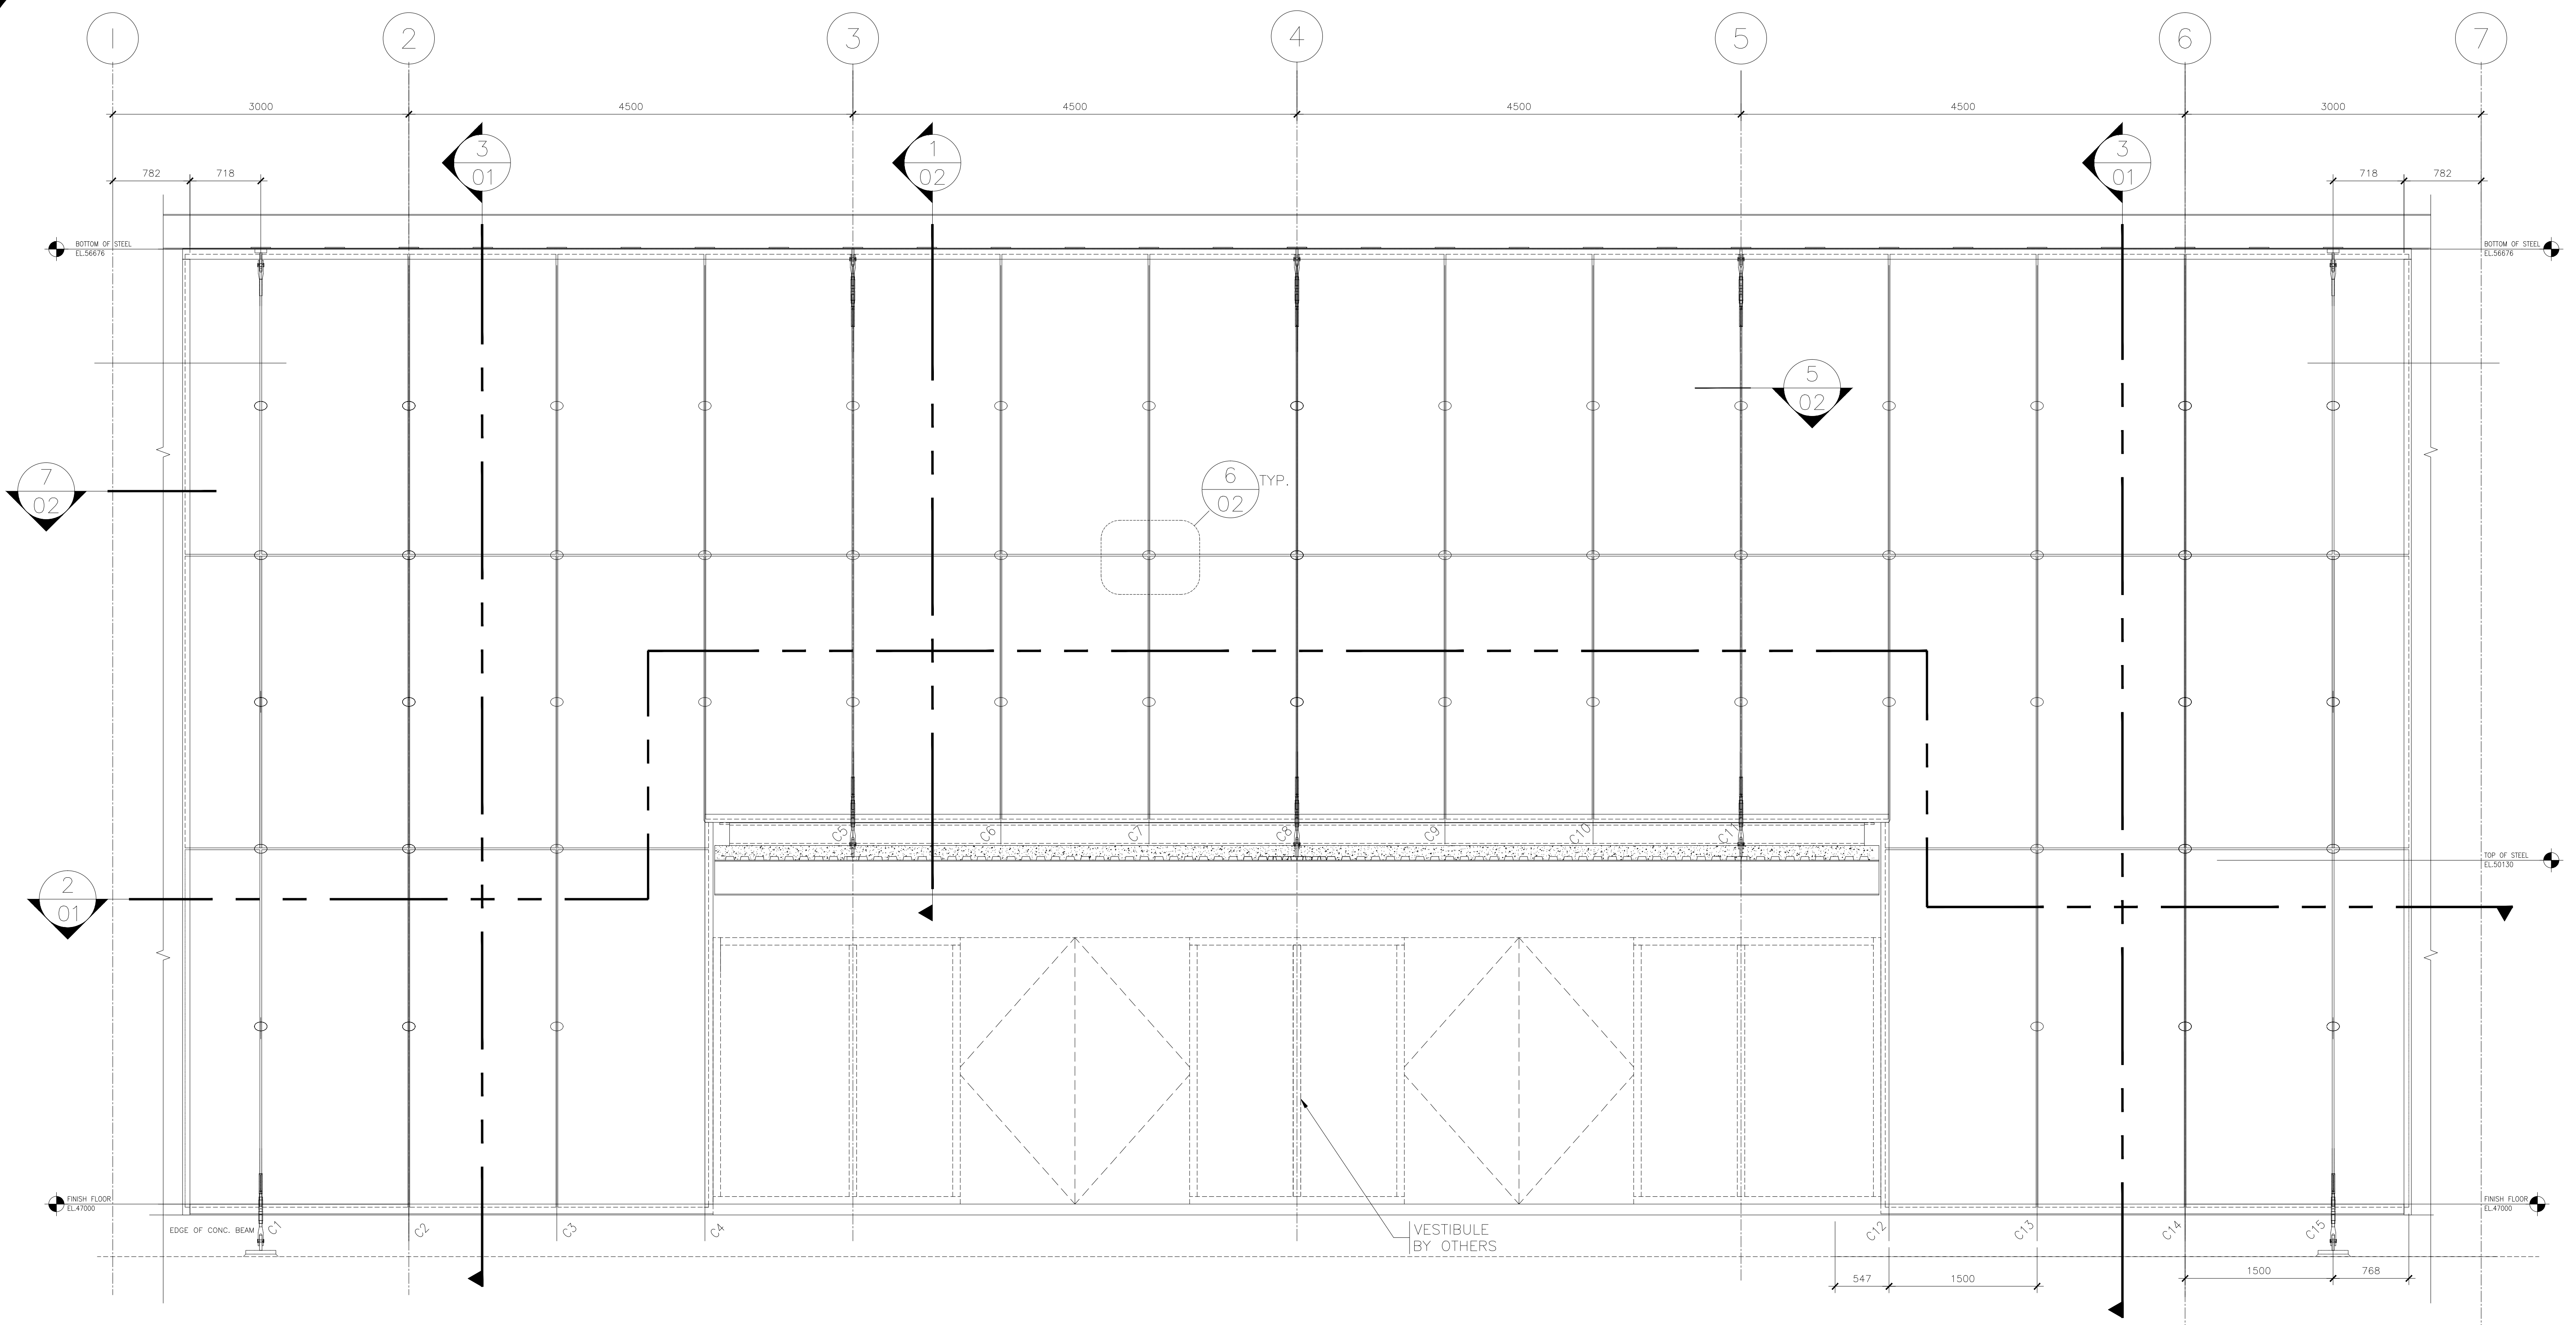 1 2 3 4 5 6 7
3000 4500 4500 4500 4500 3000
3 1 3
01 02 01
782 718 718 782
BOTTOM OF STEEL BOTTOM OF STEEL
EL.56676 EL.56676
5
02
7 6 TYP.
02 02
C5 C6 C7 C8 C9 C10 C11
TOP OF STEEL
EL.50130
2
01
FINISH FLOOR FINISH FLOOR
EL.47000 EL.47000
EDGE OF CONC. BEAM C1 C2 C3 C4 C12 C13 C14 C15
VESTIBULE
BY OTHERS
547 1500 1500 768